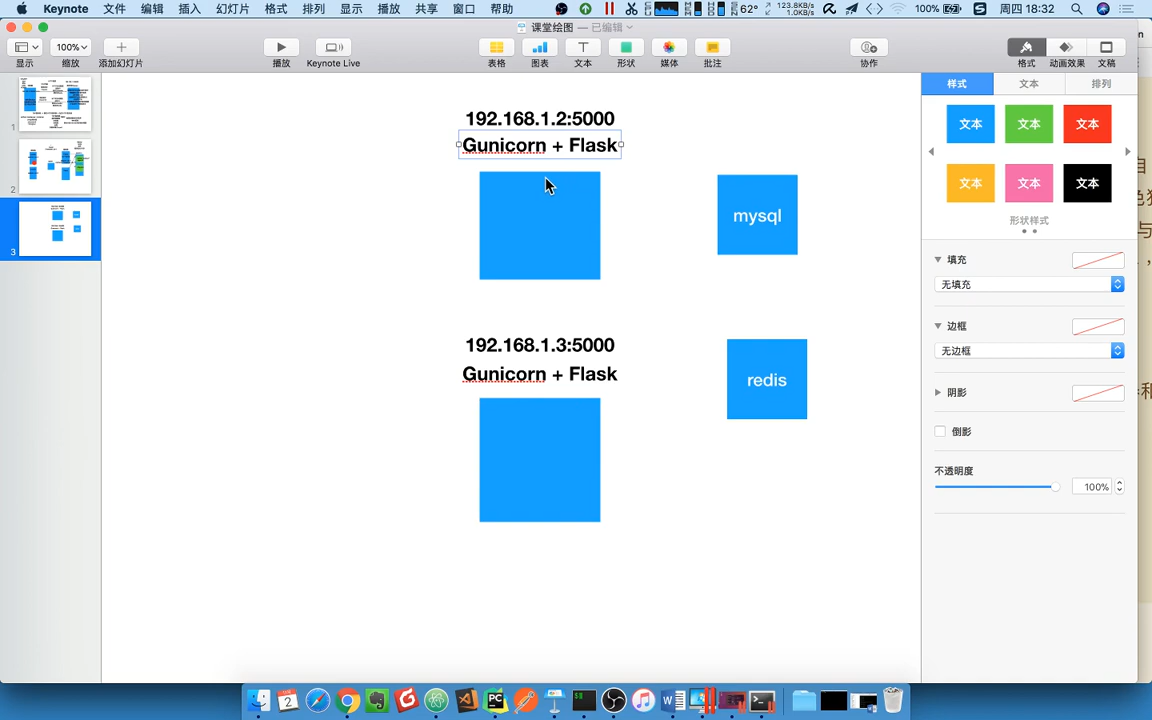 Keynote 文件 编辑 插入 幻灯片 格式 排列 显示 播放 共享 窗口 帮助 62° 123.8KB/s 1.0KB/s 100% 周四 18:32
课堂绘图 — 已编辑
100%
显示 缩放 添加幻灯片 播放 Keynote Live 表格 图表 文本 形状 媒体 批注 协作 格式 动画效果 文稿
样式 文本 排列
1
2
3
192.168.1.2:5000
Gunicorn + Flask
mysql
192.168.1.3:5000
Gunicorn + Flask
redis
文本 文本 文本
文本 文本 文本
形状样式
填充
无填充
边框
无边框
阴影
倒影
不透明度
100%